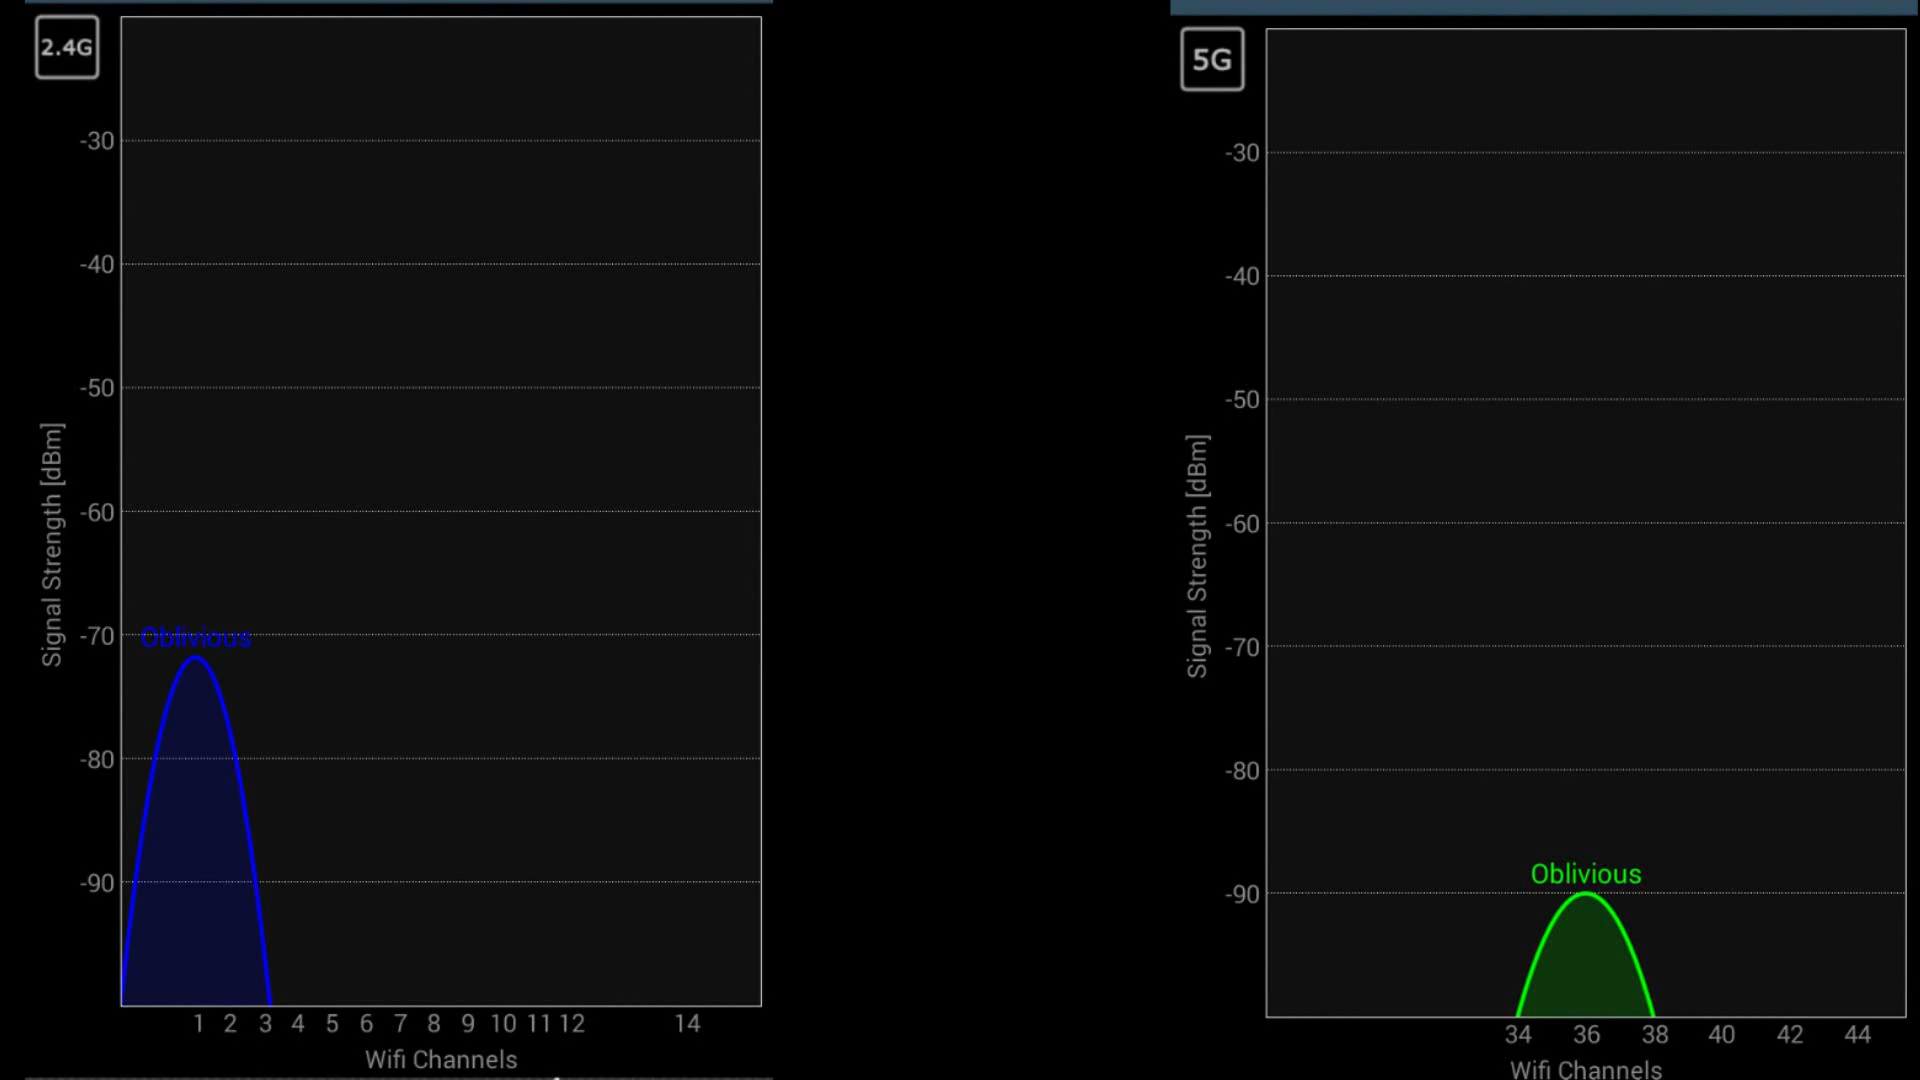 2.4G
-30
-40
-50
-60
-70
-80
-90
Signal Strength [dBm]
Oblivious
1 2 3 4 5 6 7 8 9 10 11 12 14
Wifi Channels
5G
-30
-40
-50
-60
-70
-80
-90
Signal Strength [dBm]
Oblivious
34 36 38 40 42 44
Wifi Channels